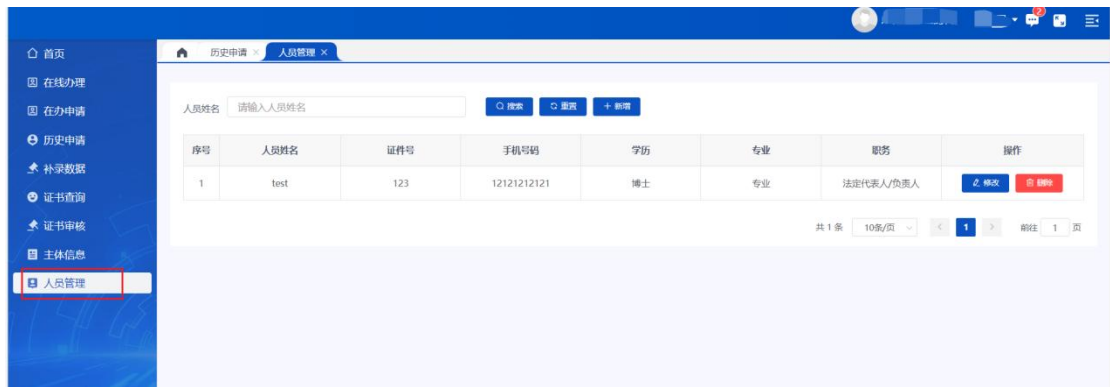 2
首页
历史申请 ×
人员管理 ×
在线办理
在办申请
历史申请
补录数据
证书查询
证书审核
主体信息
人员管理
人员姓名 请输入人员姓名 搜索 重置 + 新增
序号 人员姓名 证件号 手机号码 学历 专业 职务 操作
1 test 123 12121212121 博士 专业 法定代表人/负责人 修改 删除
共 1 条 10条/页 < 1 > 前往 1 页